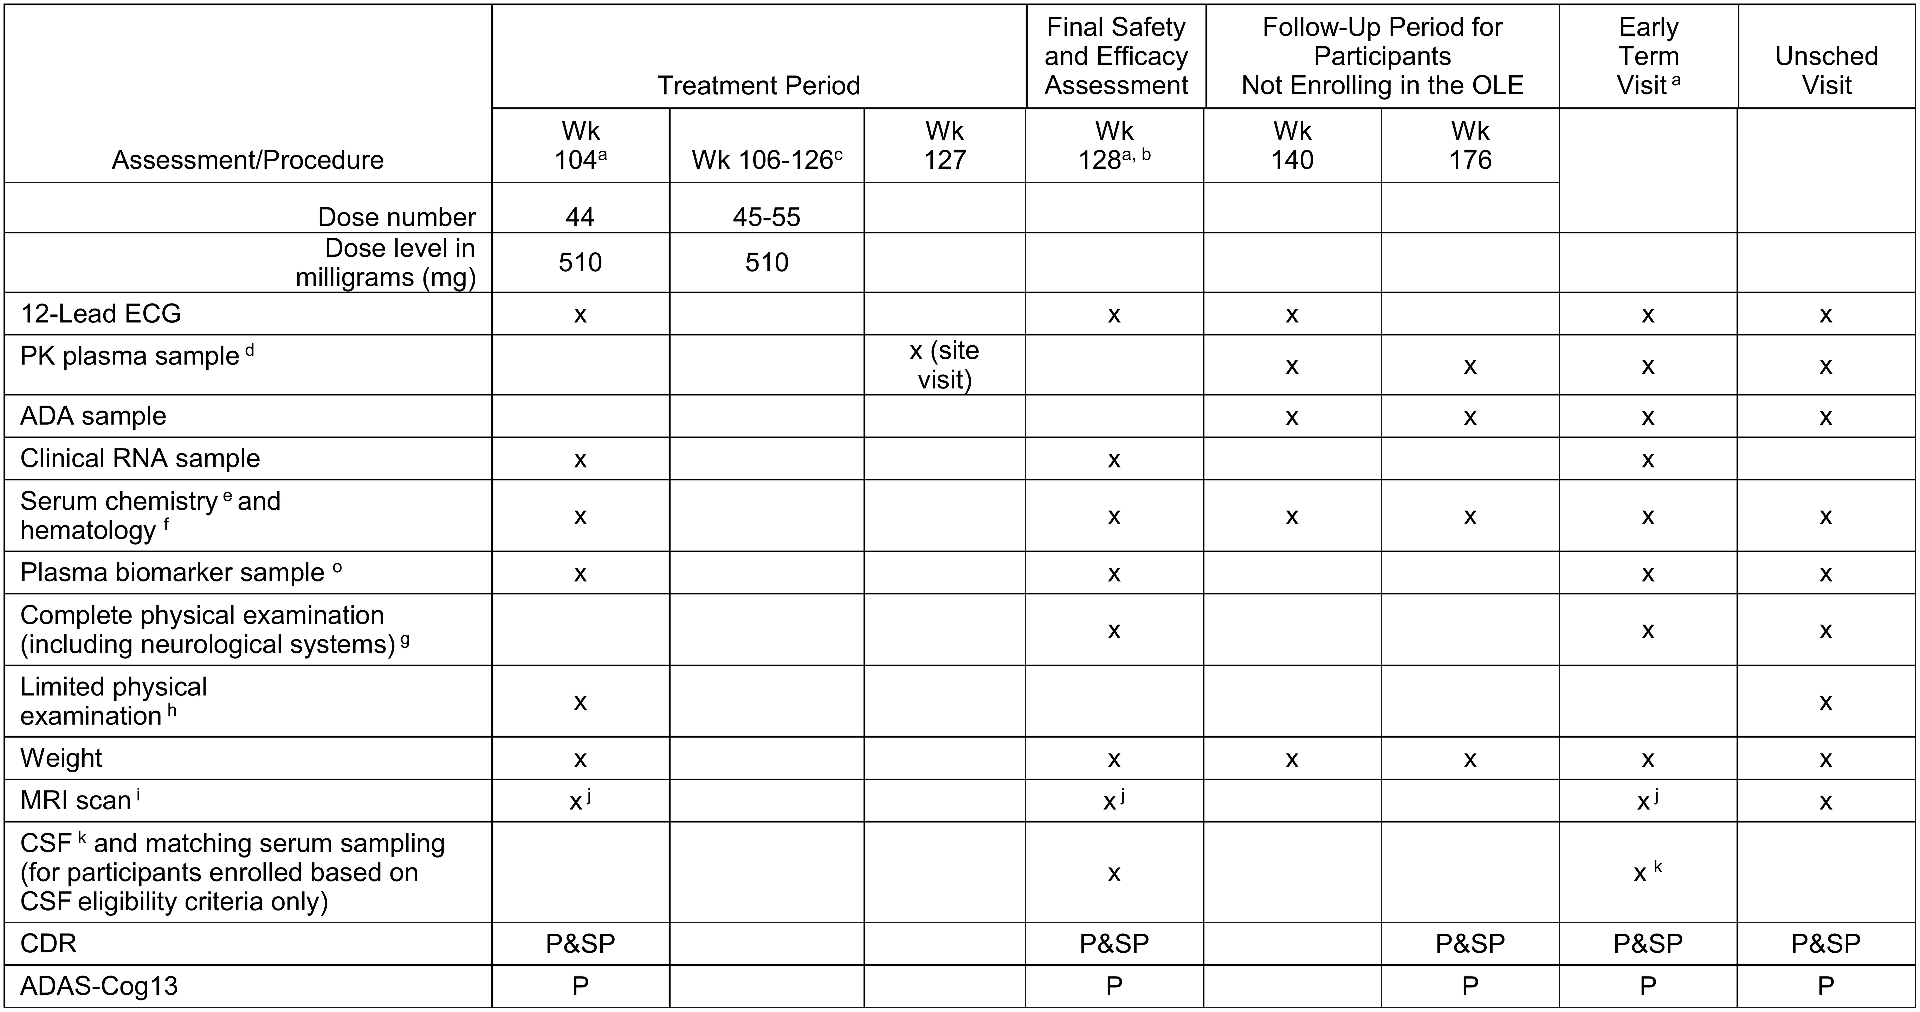 Assessment/Procedure
Treatment Period
Final Safety
and Efficacy
Assessment
Follow-Up Period for
Participants
Not Enrolling in the OLE
Early
Term
Visit a
Unsched
Visit
Wk
104a
Wk 106-126c
Wk
127
Wk
128a, b
Wk
140
Wk
176
Dose number 44 45-55
Dose level in
milligrams (mg) 510 510
12-Lead ECG x x x x x
PK plasma sample d x (site
visit) x x x x
ADA sample x x x x
Clinical RNA sample x x x
Serum chemistry e and
hematology f x x x x x x
Plasma biomarker sample o x x x x
Complete physical examination
(including neurological systems) g x x x
Limited physical
examination h x x
Weight x x x x x x
MRI scan i x j x j x j x
CSF k and matching serum sampling
(for participants enrolled based on x x k
CSF eligibility criteria only)
CDR P&SP P&SP P&SP P&SP P&SP
ADAS-Cog13 P P P P P